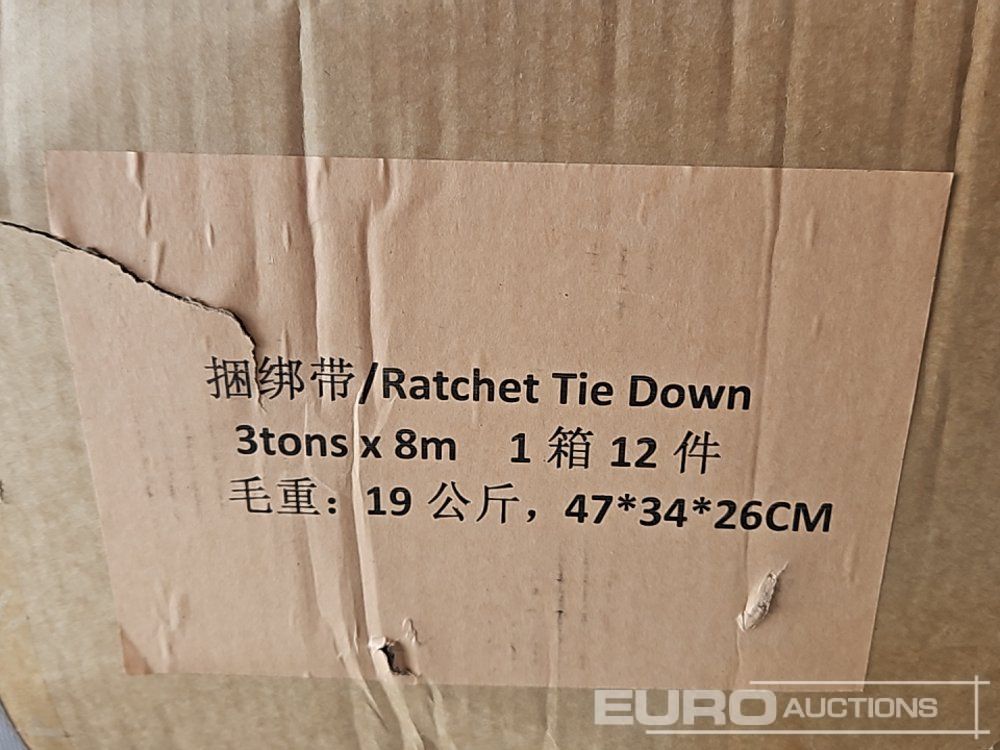 捆绑带/Ratchet Tie Down
3tons x 8m 1 箱 12 件
毛重：19 公斤，47*34*26CM
EURO AUCTIONS